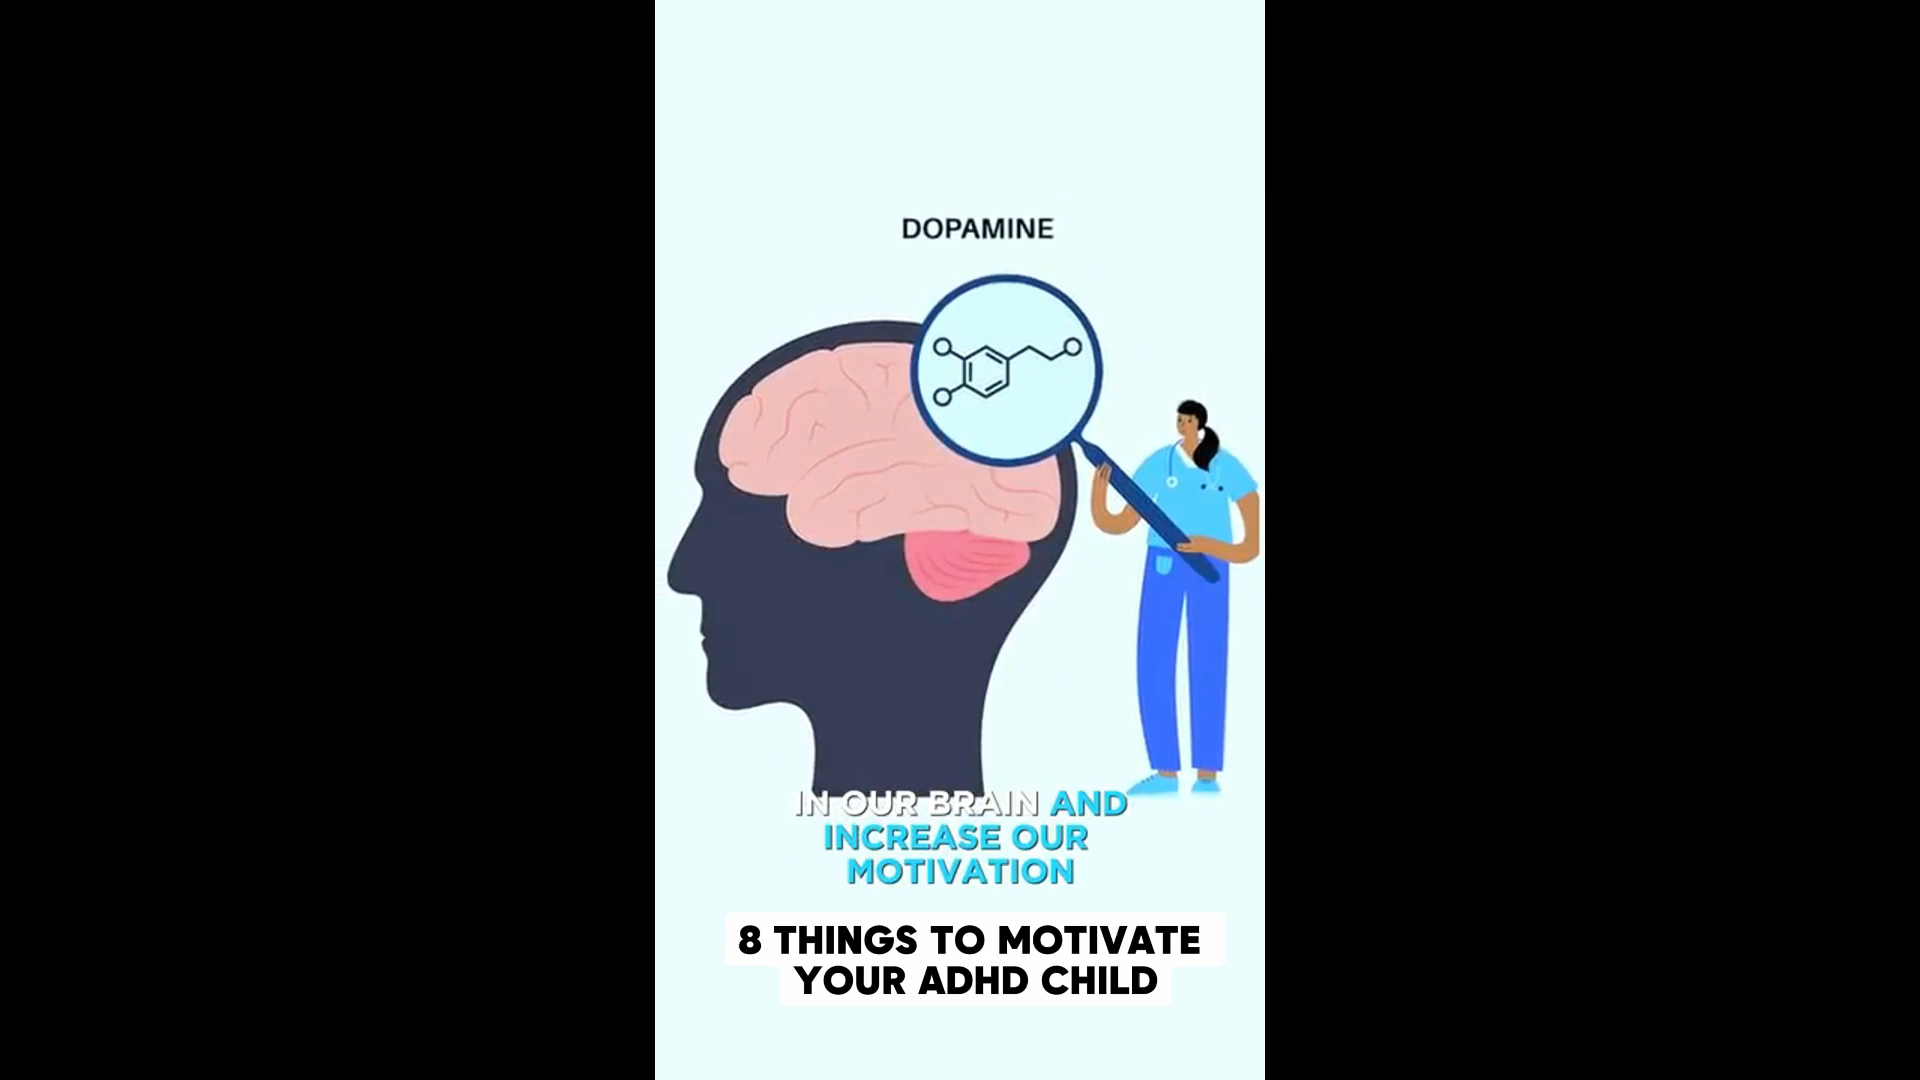 DOPAMINE
IN OUR BRAIN AND
INCREASE OUR
MOTIVATION
8 THINGS TO MOTIVATE
YOUR ADHD CHILD